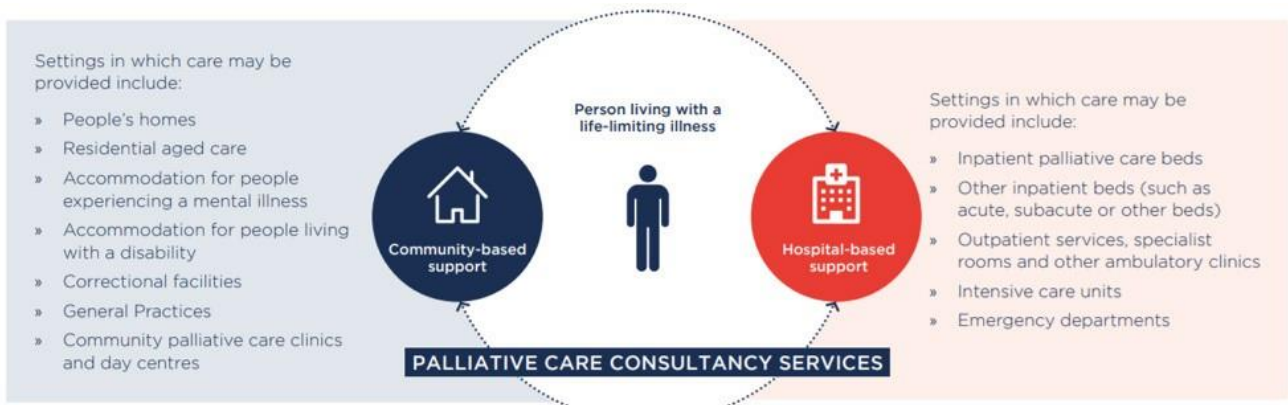 Settings in which care may be
provided include:
» People's homes
» Residential aged care
» Accommodation for people
experiencing a mental illness
» Accommodation for people living
with a disability
» Correctional facilities
» General Practices
» Community palliative care clinics
and day centres
Person living with a
life-limiting illness
Community-based
support
Hospital-based
support
PALLIATIVE CARE CONSULTANCY SERVICES
Settings in which care may be
provided include:
» Inpatient palliative care beds
» Other inpatient beds (such as
acute, subacute or other beds)
» Outpatient services, specialist
rooms and other ambulatory clinics
» Intensive care units
» Emergency departments